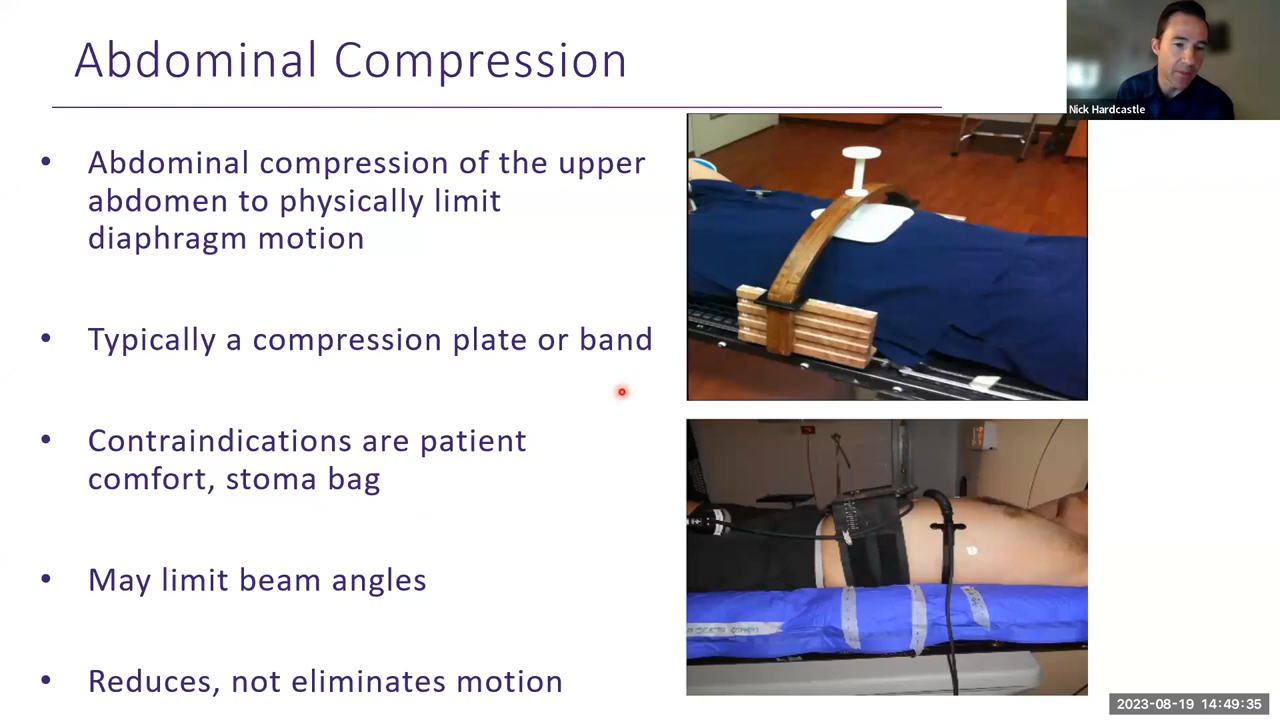 Abdominal Compression
Nick Hardcastle
• Abdominal compression of the upper
abdomen to physically limit
diaphragm motion
• Typically a compression plate or band
• Contraindications are patient
comfort, stoma bag
• May limit beam angles
• Reduces, not eliminates motion
2023-08-19 14:49:35